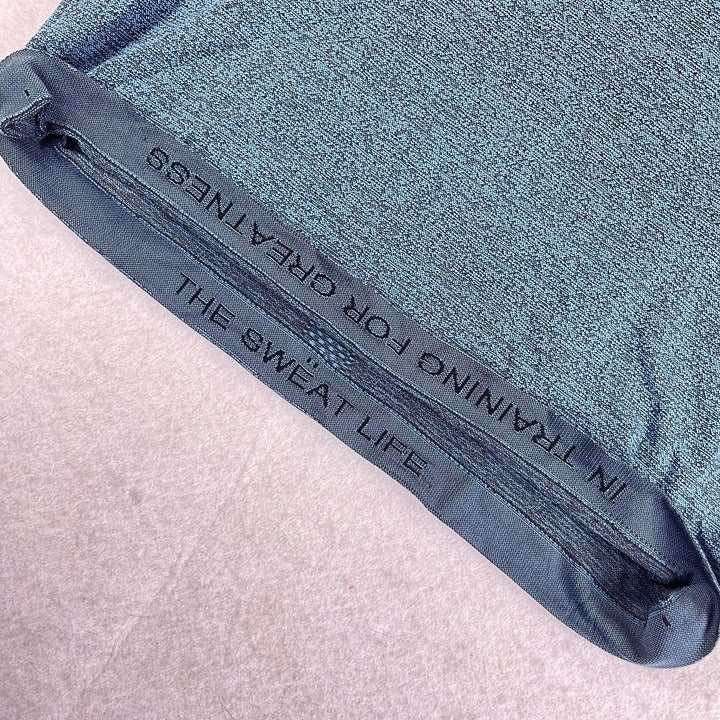 IN TRAINING FOR GREATNESS
THE SWEAT LIFE